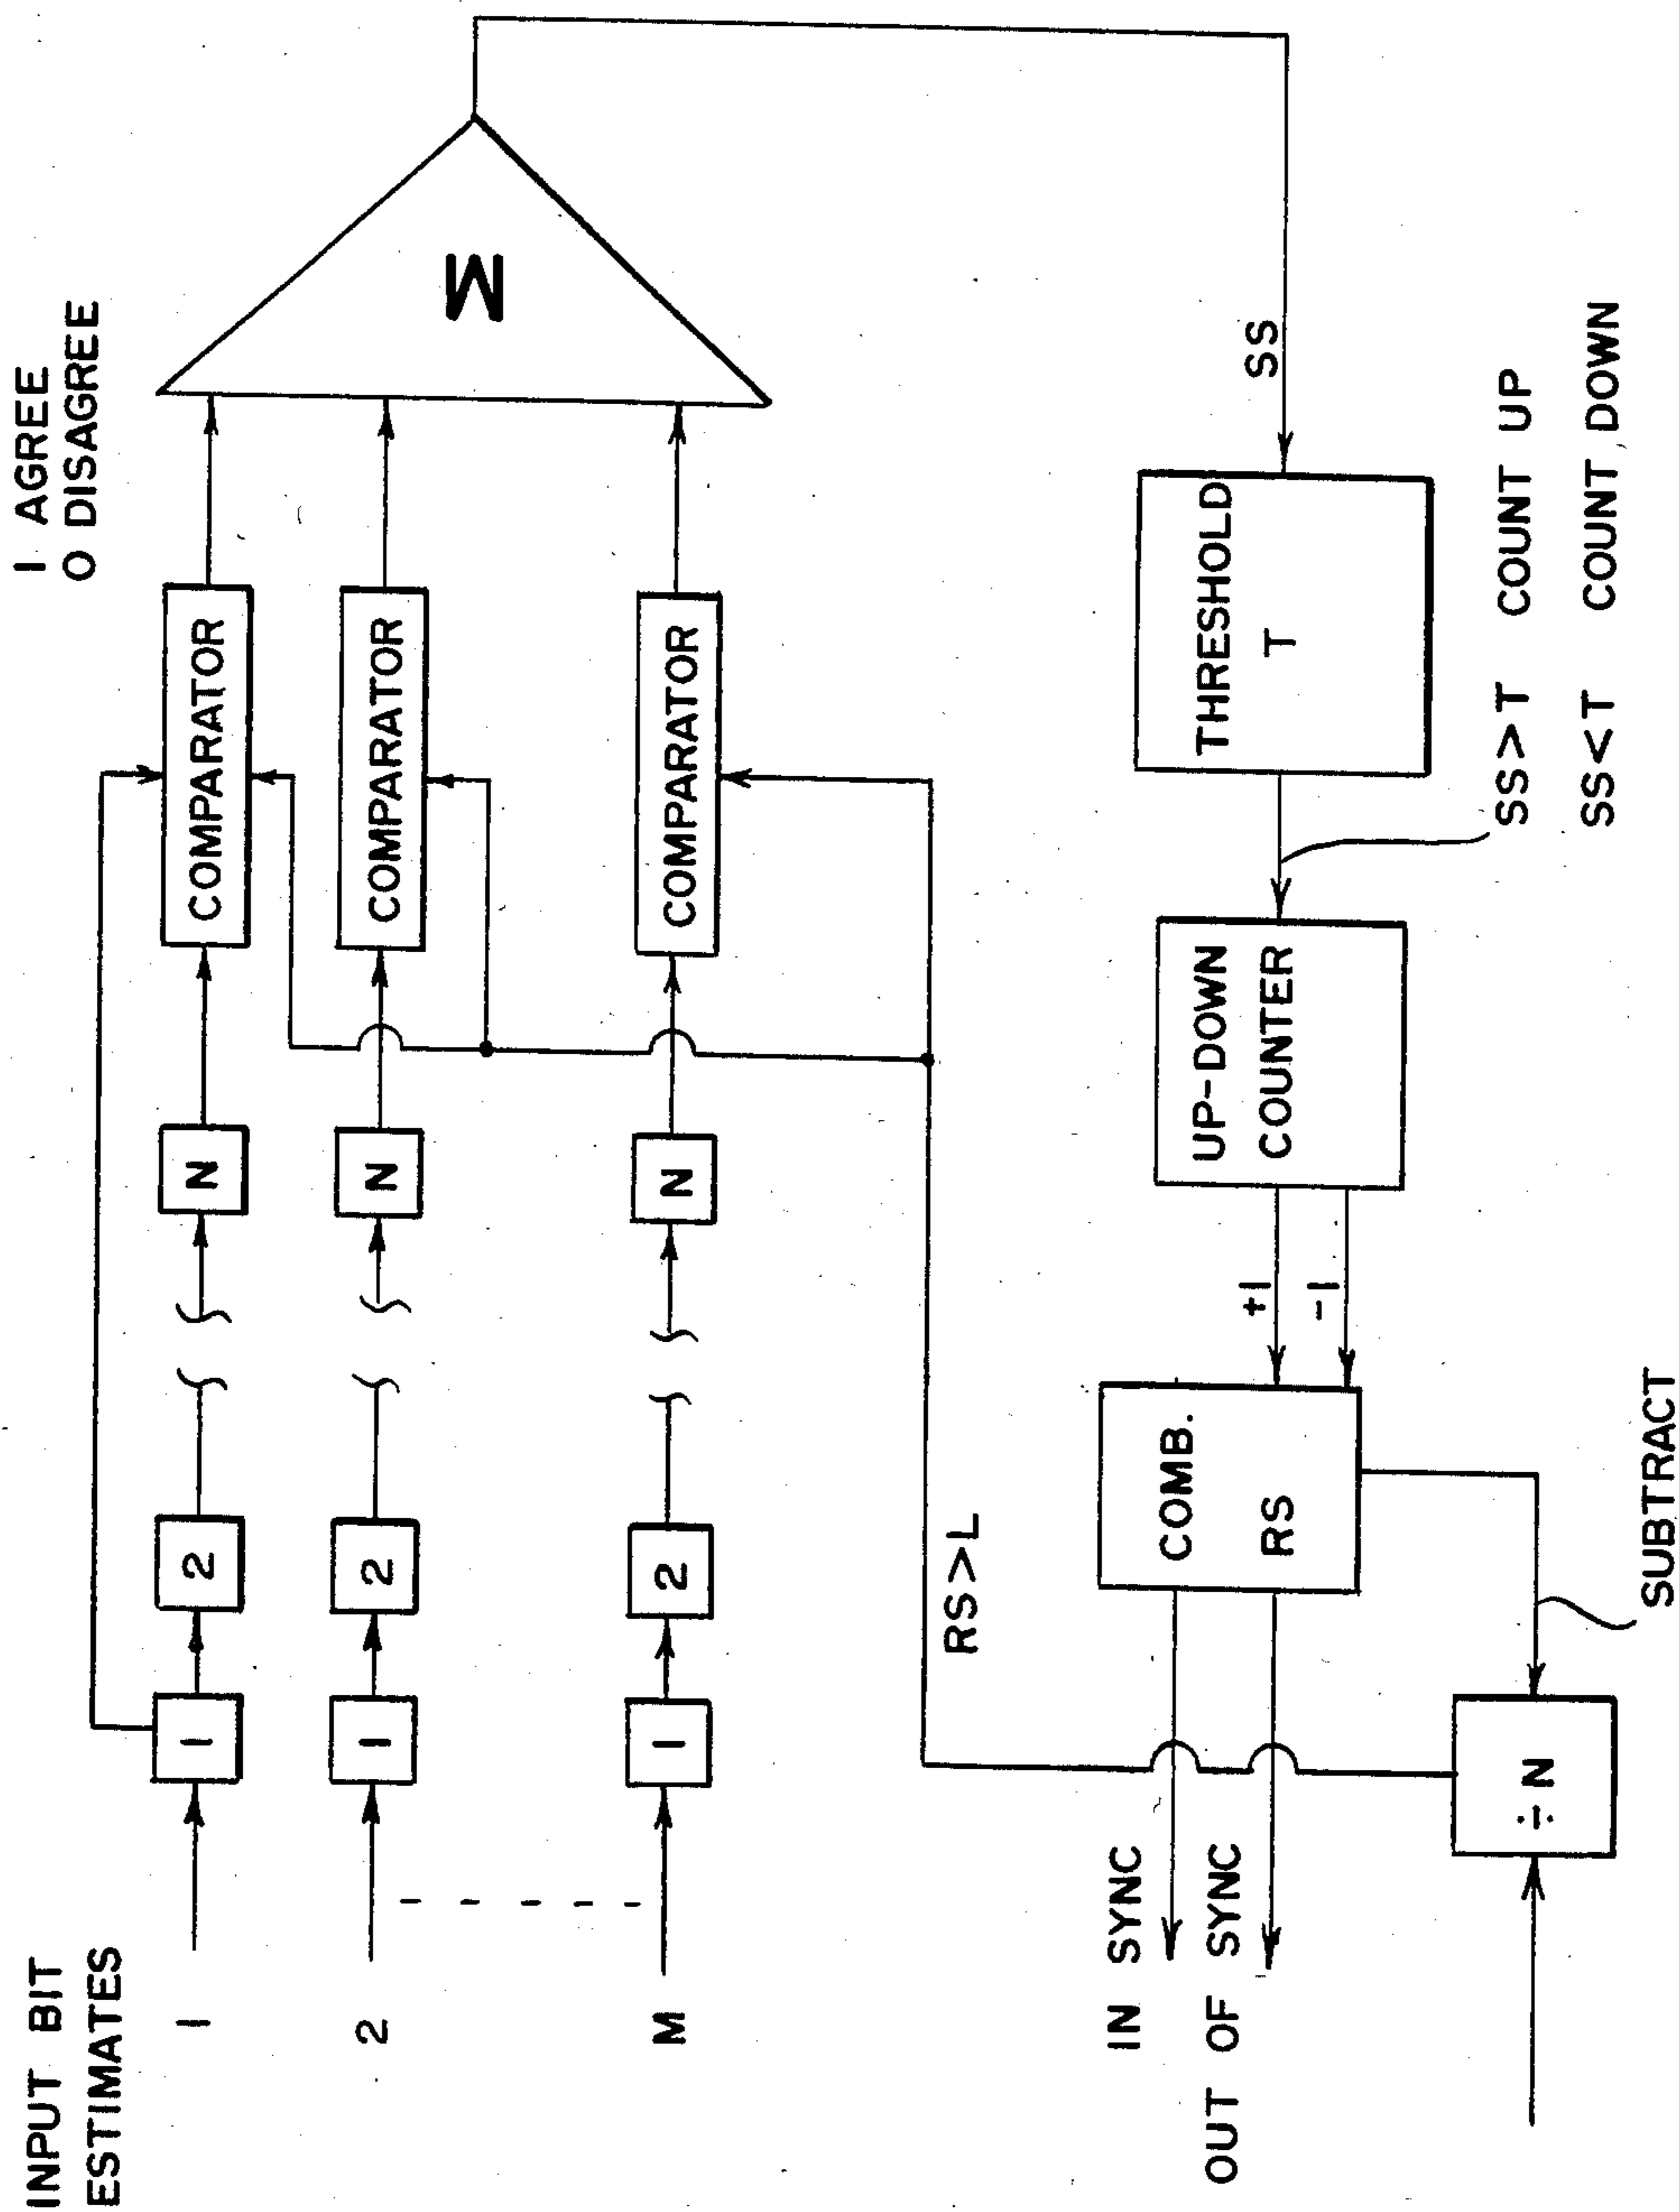 INPUT BIT
ESTIMATES
1 AGREE
0 DISAGREE
1
1
2
N
COMPARATOR
Σ
2
1
2
N
COMPARATOR
M
1
2
N
COMPARATOR
RS>L
IN SYNC
OUT OF SYNC
COMB.
RS
+1
-1
UP-DOWN
COUNTER
THRESHOLD
T
SS
÷N
SUBTRACT
SS>T COUNT UP
SS<T COUNT DOWN